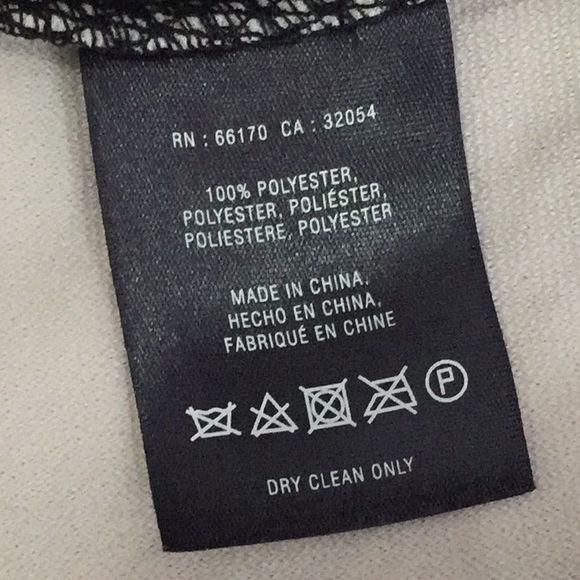 RN : 66170 CA : 32054
100% POLYESTER,
POLYESTER, POLIÉSTER,
POLIESTERE, POLYESTER
MADE IN CHINA,
HECHO EN CHINA,
FABRIQUÉ EN CHINE
P
DRY CLEAN ONLY